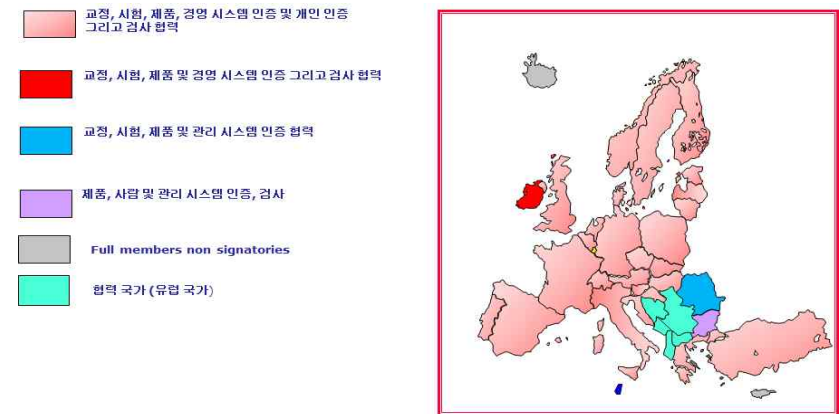 교정, 시험, 제품, 경영 시스템 인증 및 개인 인증
그리고 검사 협력
교정, 시험, 제품 및 경영 시스템 인증 그리고 검사 협력
교정, 시험, 제품 및 관리 시스템 인증 협력
제품, 사람 및 관리 시스템 인증, 검사
Full members non signatories
협력 국가 (유럽 국가)